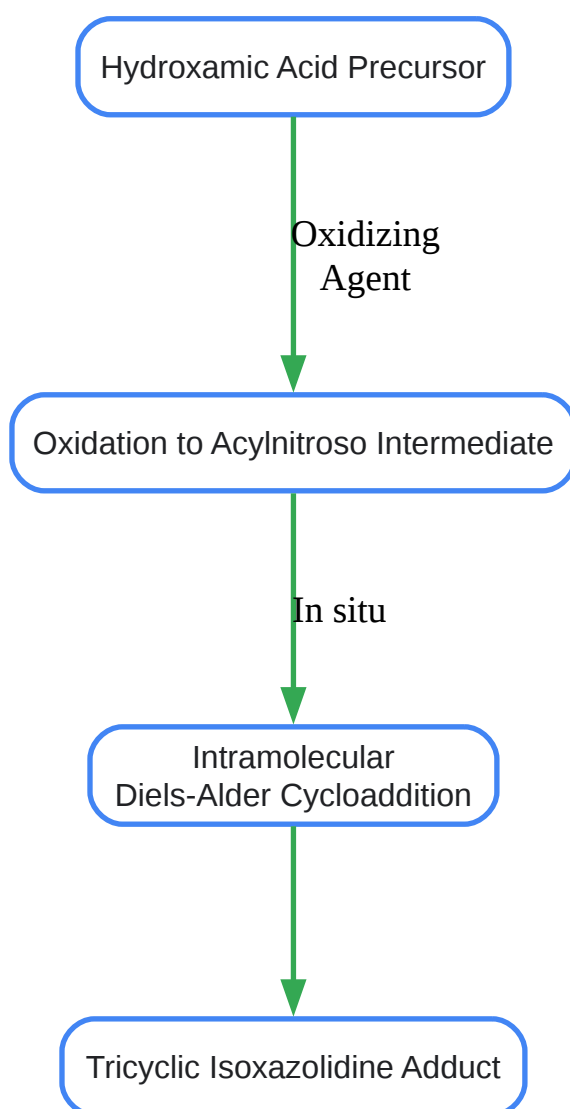 Hydroxamic Acid Precursor
Oxidizing
Agent
Oxidation to Acylnitroso Intermediate
In situ
Intramolecular
Diels-Alder Cycloaddition
Tricyclic Isoxazolidine Adduct